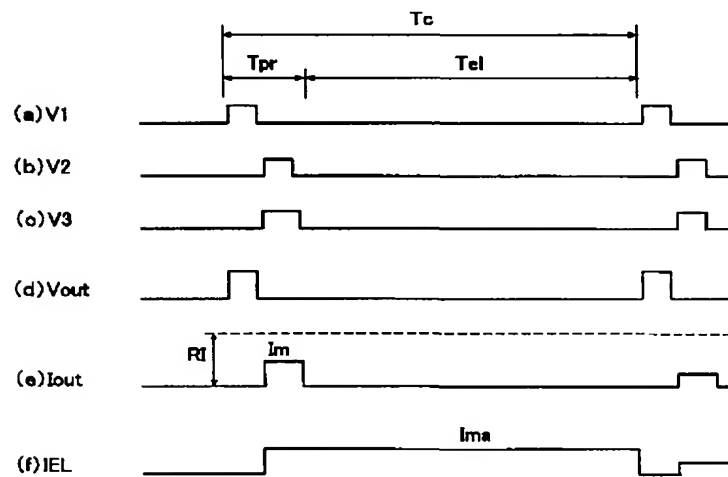 Tc
Tpr
Tel
(a)V1
(b)V2
(c)V3
(d)Vout
RI
Im
(e)Iout
Ima
(f)IEL